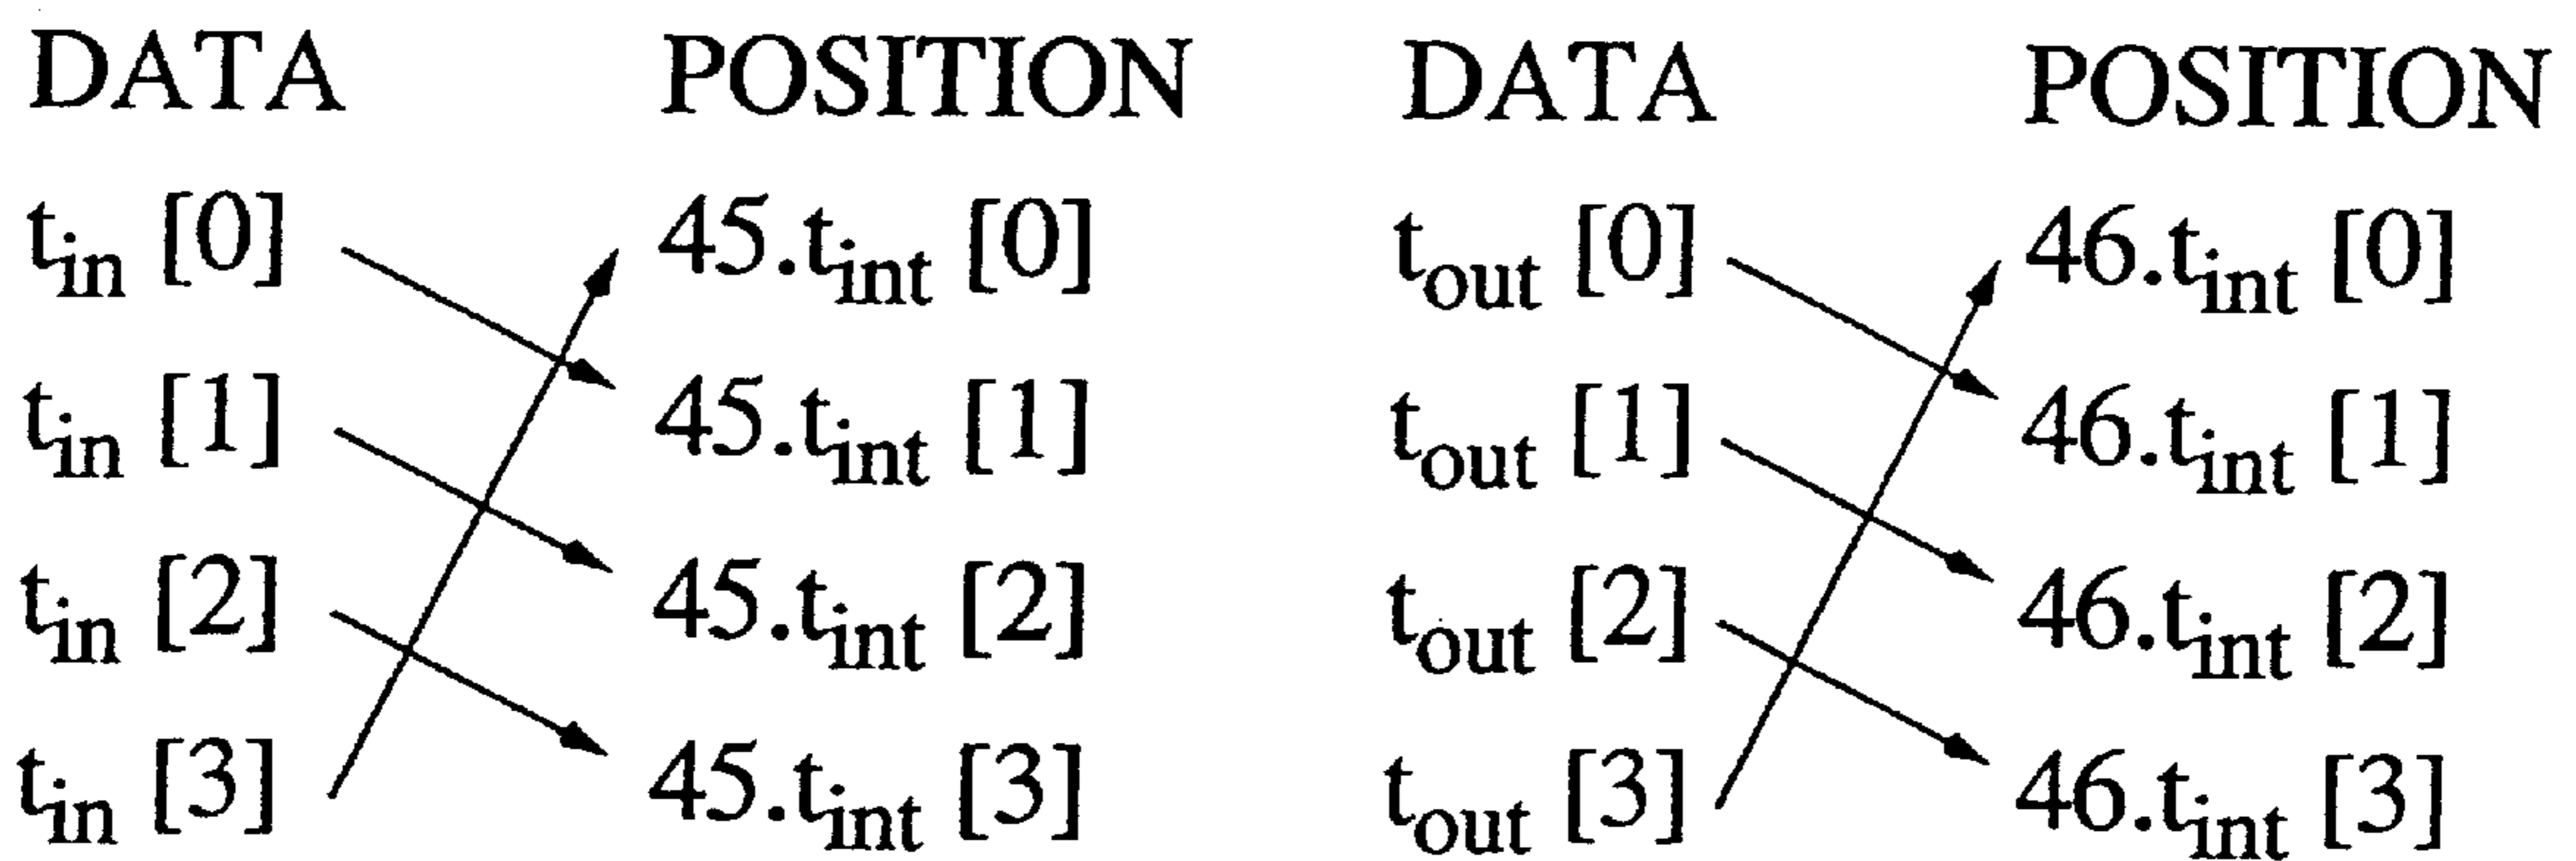 DATA POSITION DATA POSITION
t_in [0] 45.t_int [0] t_out [0] 46.t_int [0]
t_in [1] 45.t_int [1] t_out [1] 46.t_int [1]
t_in [2] 45.t_int [2] t_out [2] 46.t_int [2]
t_in [3] 45.t_int [3] t_out [3] 46.t_int [3]